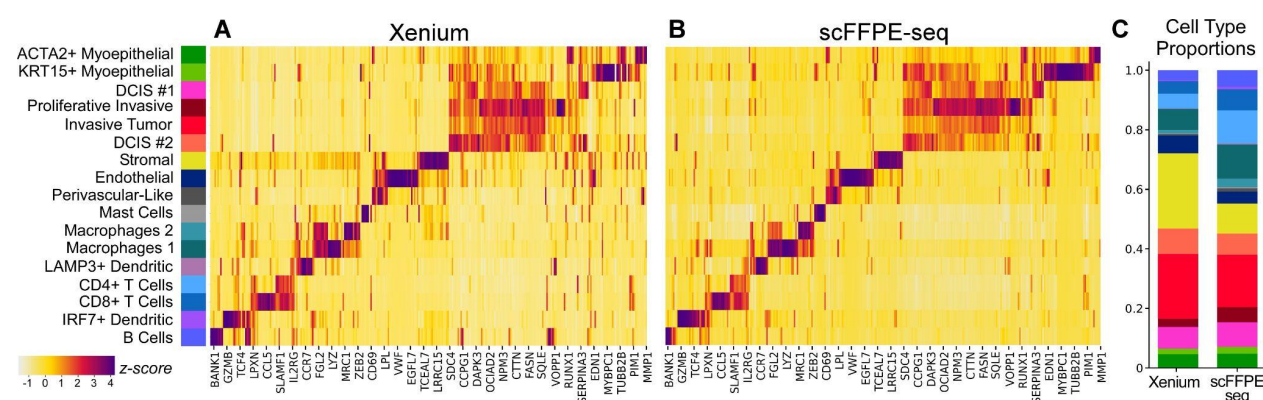 A
Xenium
B
scFFPE-seq
C
Cell Type
Proportions
ACTA2+ Myoepithelial
KRT15+ Myoepithelial
DCIS #1
Proliferative Invasive
Invasive Tumor
DCIS #2
Stromal
Endothelial
Perivascular-Like
Mast Cells
Macrophages 2
Macrophages 1
LAMP3+ Dendritic
CD4+ T Cells
CD8+ T Cells
IRF7+ Dendritic
B Cells
-1 0 1 2 3 4 z-score
BANK1
GZMB
TCF4
LPXN
CCL5
SLAMF1
IL2RG
CCR7
FGL2
LYZ
MRC1
ZEB2
CD69
LPL
VWF
EGFL7
TCEAL7
LRRC15
SDC4
CCPG1
DAPK3
OCIAD2
NPM3
CTTN
FASN
SQLE
VOPP1
RUNX1
SERPINA3
EDN1
MYBPC1
TUBB2B
PIM1
MMP1
BANK1
GZMB
TCF4
LPXN
CCL5
SLAMF1
IL2RG
CCR7
FGL2
LYZ
MRC1
ZEB2
CD69
LPL
VWF
EGFL7
TCEAL7
LRRC15
SDC4
CCPG1
DAPK3
OCIAD2
NPM3
CTTN
FASN
SQLE
VOPP1
RUNX1
SERPINA3
EDN1
MYBPC1
TUBB2B
PIM1
MMP1
1.0
0.8
0.6
0.4
0.2
0
Xenium
scFFPE
seq